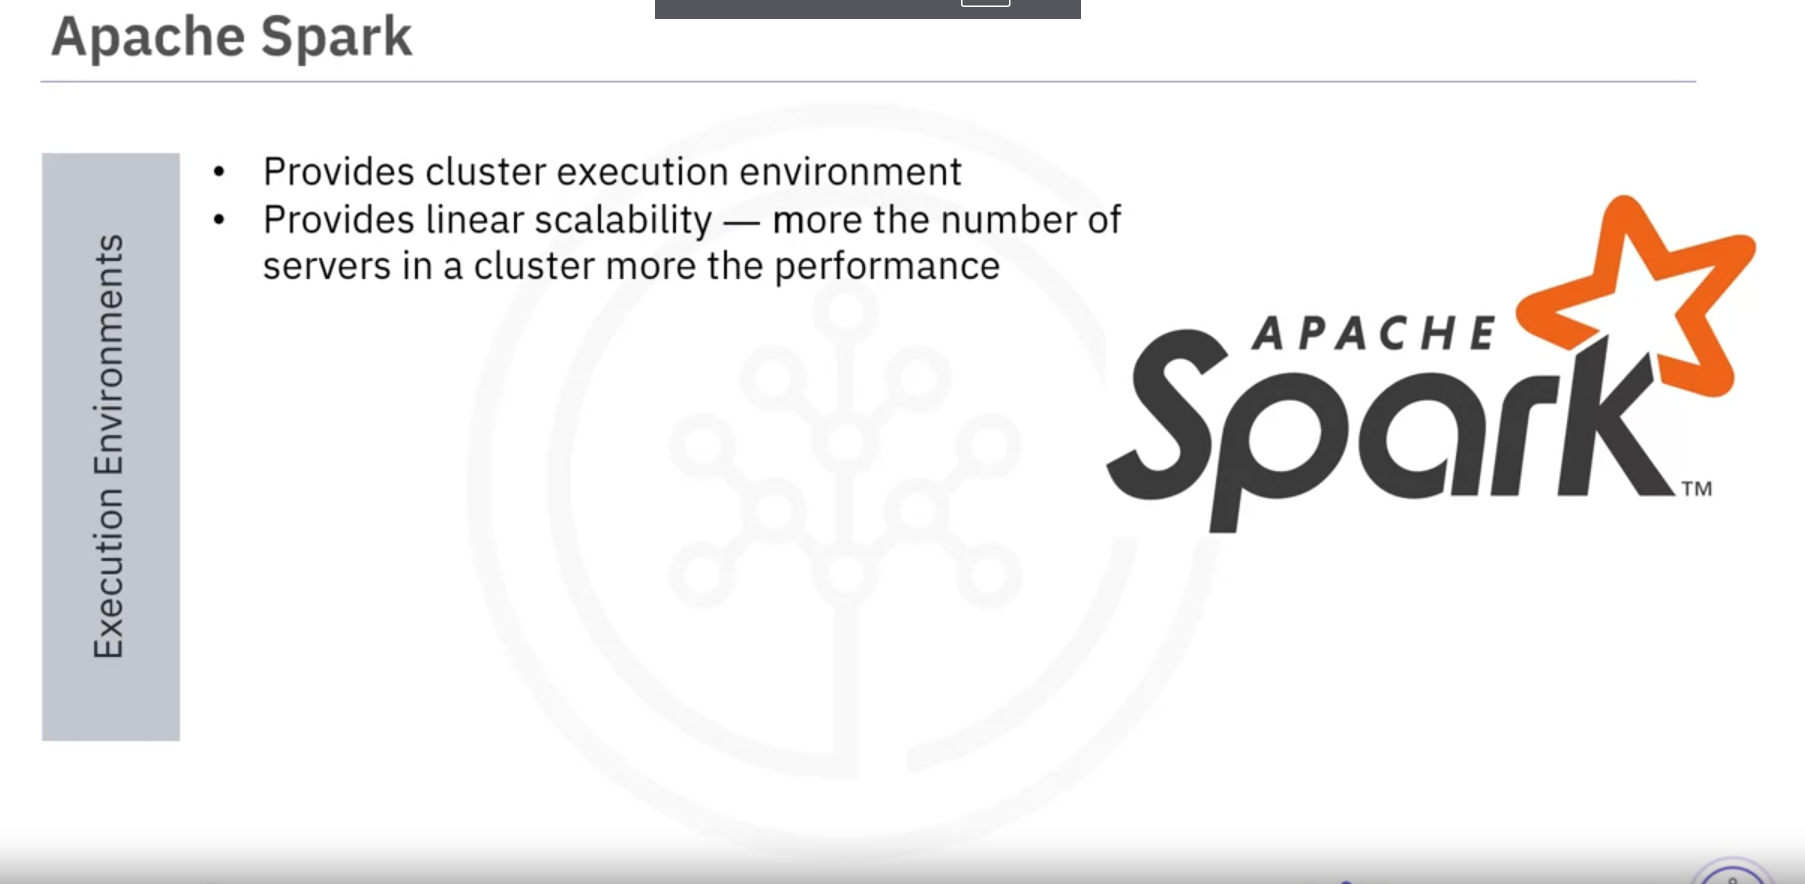 Apache Spark
Execution Environments
• Provides cluster execution environment
• Provides linear scalability — more the number of
servers in a cluster more the performance
APACHE
Spark
TM